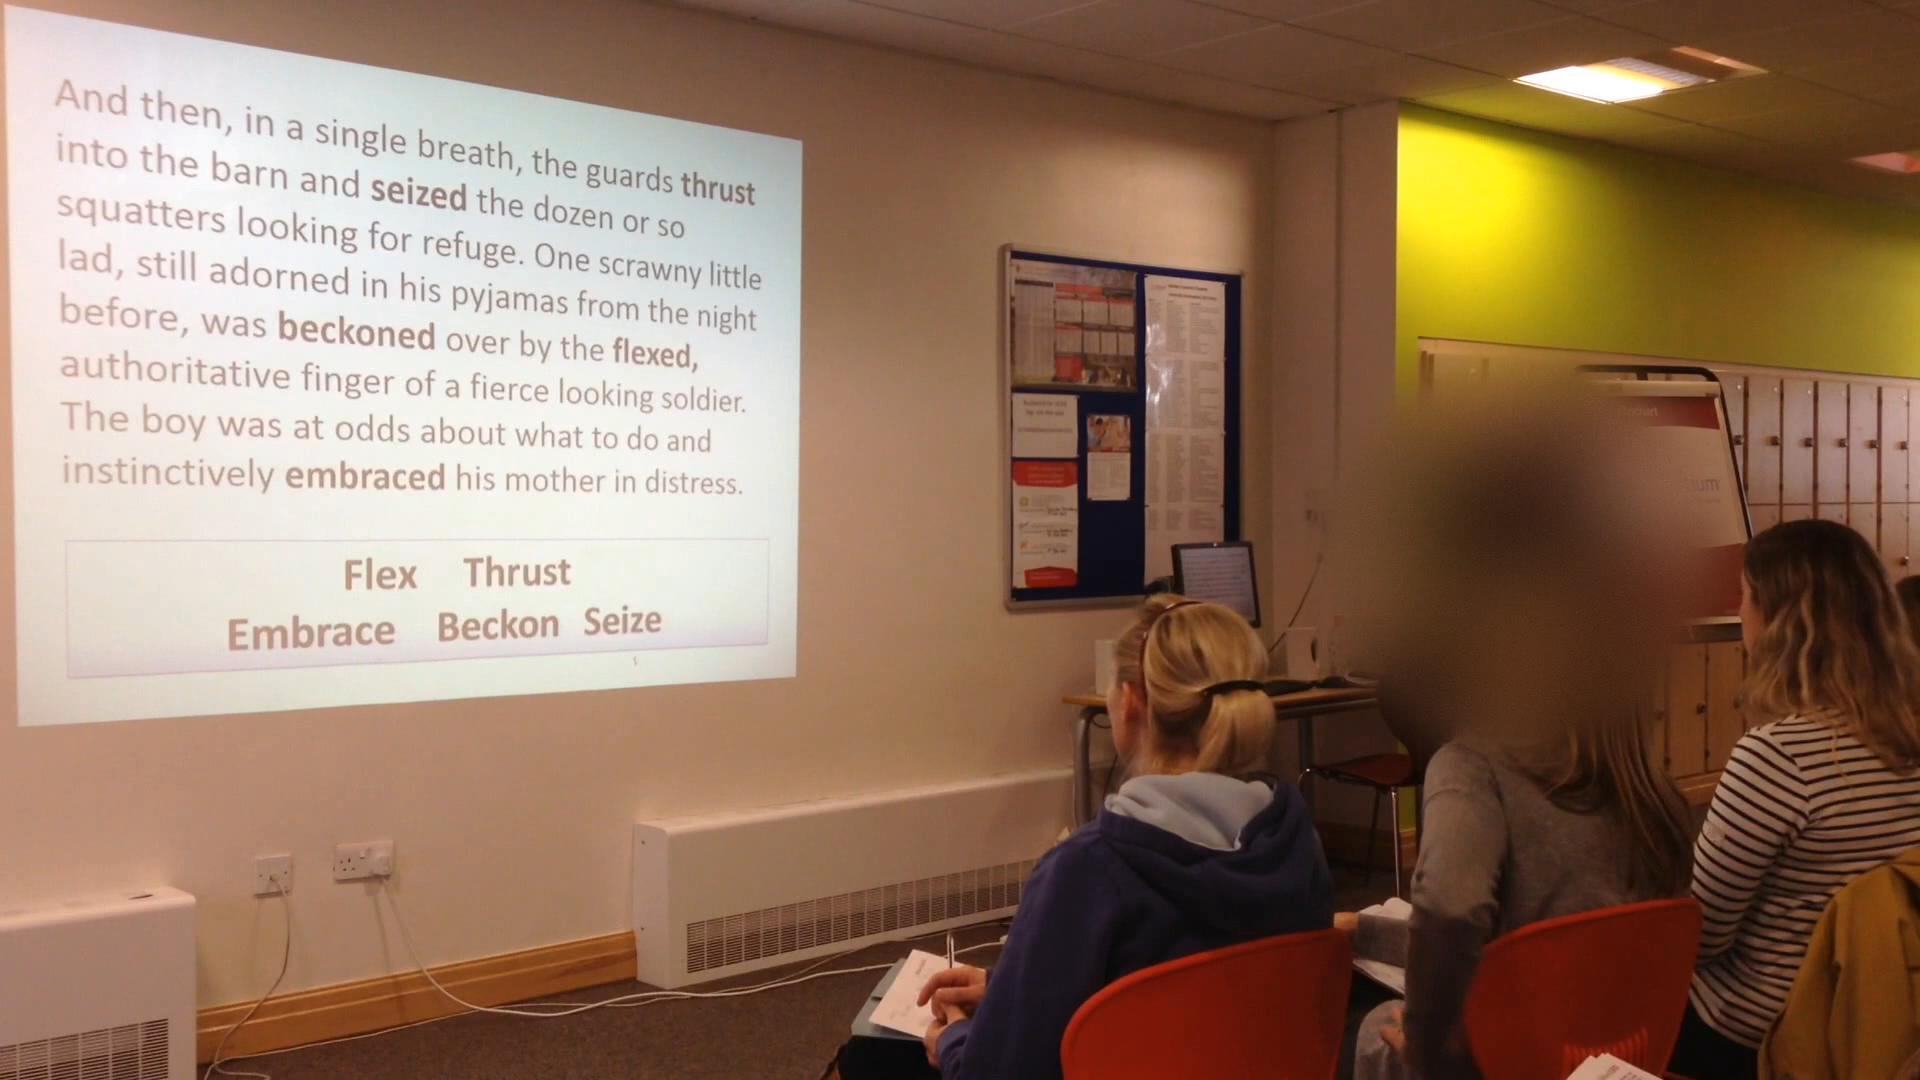 And then, in a single breath, the guards thrust
into the barn and seized the dozen or so
squatters looking for refuge. One scrawny little
lad, still adorned in his pyjamas from the night
before, was beckoned over by the flexed,
authoritative finger of a fierce looking soldier.
The boy was at odds about what to do and
instinctively embraced his mother in distress.
Flex Thrust
Embrace Beckon Seize